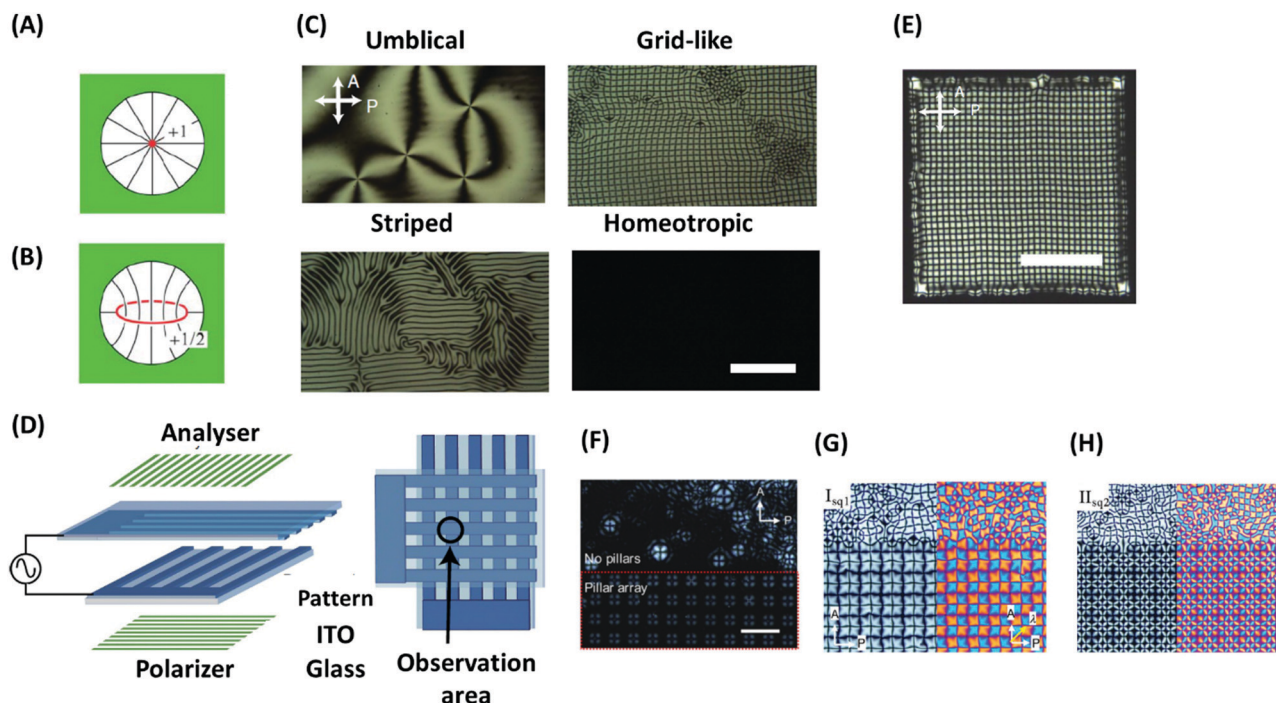 (A)
+1
(B)
+1/2
(C)
Umblical
Grid-like
A
P
Striped
Homeotropic
(D)
Analyser
Polarizer
Pattern
ITO
Glass
Observation
area
(E)
A
P
(F)
A
P
No pillars
Pillar array
(G)
I sq1
A
P
A
λ
P
(H)
II sq2